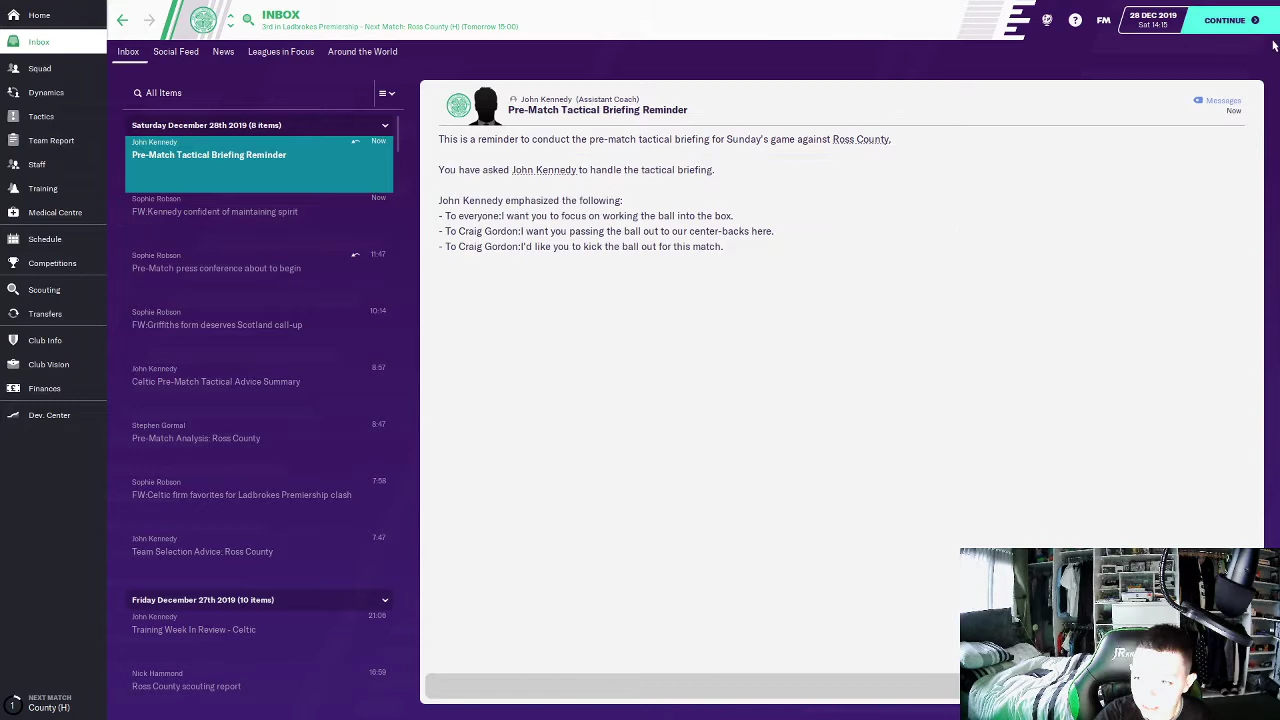 INBOX
3rd in Ladbrokes Premiership - Next Match: Ross County (H) (Tomorrow 15:00)
FM
28 DEC 2019
Sat 14:15
CONTINUE
Inbox
Squad
Dynamics
Tactics
Team Report
Staff
Training
Medical Centre
Schedule
Competitions
Scouting
Transfers
Club Info
Club Vision
Finances
Dev. Center
1
NEXT MATCH
County (H)
Inbox Social Feed News Leagues in Focus Around the World
All Items
Saturday December 28th 2019 (8 items)
John Kennedy Now
Pre-Match Tactical Briefing Reminder
Sophie Robson Now
FW:Kennedy confident of maintaining spirit
Sophie Robson 11:47
Pre-Match press conference about to begin
Sophie Robson 10:14
FW:Griffiths form deserves Scotland call-up
John Kennedy 8:57
Celtic Pre-Match Tactical Advice Summary
Stephen Gormal 8:47
Pre-Match Analysis: Ross County
Sophie Robson 7:58
FW:Celtic firm favorites for Ladbrokes Premiership clash
John Kennedy 7:47
Team Selection Advice: Ross County
Friday December 27th 2019 (10 items)
John Kennedy 21:08
Training Week In Review - Celtic
Nick Hammond 16:59
Ross County scouting report
John Kennedy (Assistant Coach)
Pre-Match Tactical Briefing Reminder
Messages
Now
This is a reminder to conduct the pre-match tactical briefing for Sunday's game against Ross County.
You have asked John Kennedy to handle the tactical briefing.
John Kennedy emphasized the following:
- To everyone:I want you to focus on working the ball into the box.
- To Craig Gordon:I want you passing the ball out to our center-backs here.
- To Craig Gordon:I'd like you to kick the ball out for this match.